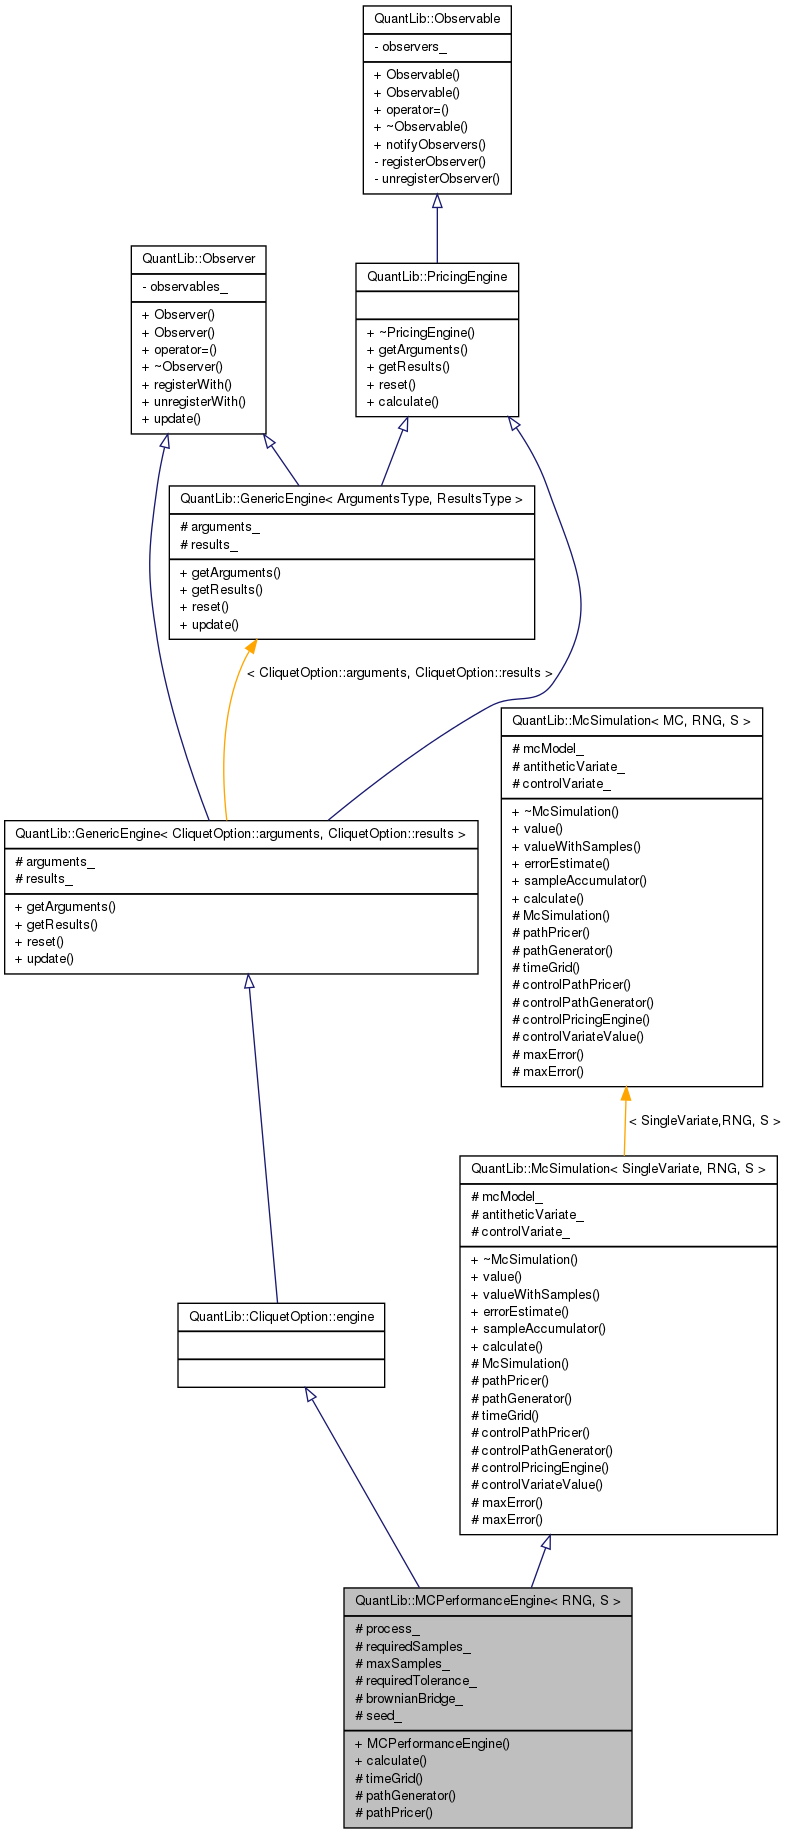 QuantLib::Observable
- observers_
+ Observable()
+ Observable()
+ operator=()
+ ~Observable()
+ notifyObservers()
- registerObserver()
- unregisterObserver()
QuantLib::Observer
- observables_
+ Observer()
+ Observer()
+ operator=()
+ ~Observer()
+ registerWith()
+ unregisterWith()
+ update()
QuantLib::PricingEngine
+ ~PricingEngine()
+ getArguments()
+ getResults()
+ reset()
+ calculate()
QuantLib::GenericEngine< ArgumentsType, ResultsType >
# arguments_
# results_
+ getArguments()
+ getResults()
+ reset()
+ update()
< CliquetOption::arguments, CliquetOption::results >
QuantLib::McSimulation< MC, RNG, S >
# mcModel_
# antitheticVariate_
# controlVariate_
+ ~McSimulation()
+ value()
+ valueWithSamples()
+ errorEstimate()
+ sampleAccumulator()
+ calculate()
# McSimulation()
# pathPricer()
# pathGenerator()
# timeGrid()
# controlPathPricer()
# controlPathGenerator()
# controlPricingEngine()
# controlVariateValue()
# maxError()
# maxError()
QuantLib::GenericEngine< CliquetOption::arguments, CliquetOption::results >
# arguments_
# results_
+ getArguments()
+ getResults()
+ reset()
+ update()
< SingleVariate,RNG, S >
QuantLib::McSimulation< SingleVariate, RNG, S >
# mcModel_
# antitheticVariate_
# controlVariate_
+ ~McSimulation()
+ value()
+ valueWithSamples()
+ errorEstimate()
+ sampleAccumulator()
+ calculate()
# McSimulation()
# pathPricer()
# pathGenerator()
# timeGrid()
# controlPathPricer()
# controlPathGenerator()
# controlPricingEngine()
# controlVariateValue()
# maxError()
# maxError()
QuantLib::CliquetOption::engine
QuantLib::MCPerformanceEngine< RNG, S >
# process_
# requiredSamples_
# maxSamples_
# requiredTolerance_
# brownianBridge_
# seed_
+ MCPerformanceEngine()
+ calculate()
# timeGrid()
# pathGenerator()
# pathPricer()